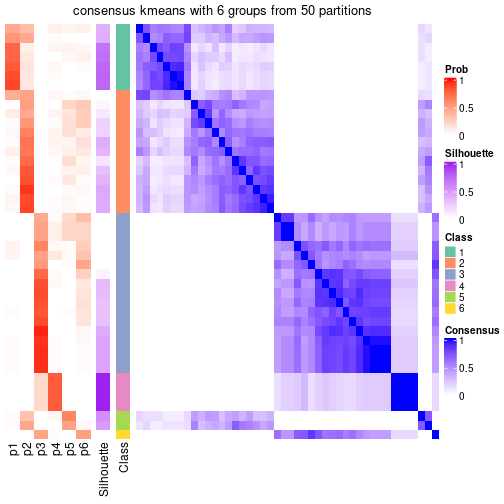 consensus kmeans with 6 groups from 50 partitions
Prob
1
0.5
0
Silhouette
1
0.5
0
Class
1
2
3
4
5
6
Consensus
1
0.5
0
p1
p2
p3
p4
p5
p6
Silhouette
Class